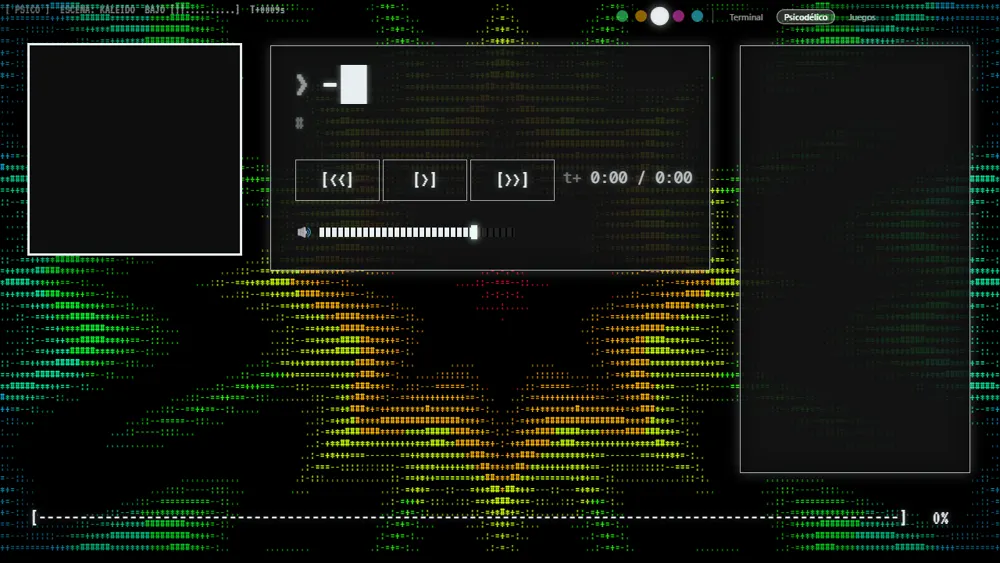 [ PSICO ] ESCENA: KALEIDO BAJO [||..........] T+0009s
Terminal Psicodélico Juegos
❯ -
#
[<<] [>] [>>] t+ 0:00 / 0:00
[------------------------------------------------------------------------] 0%